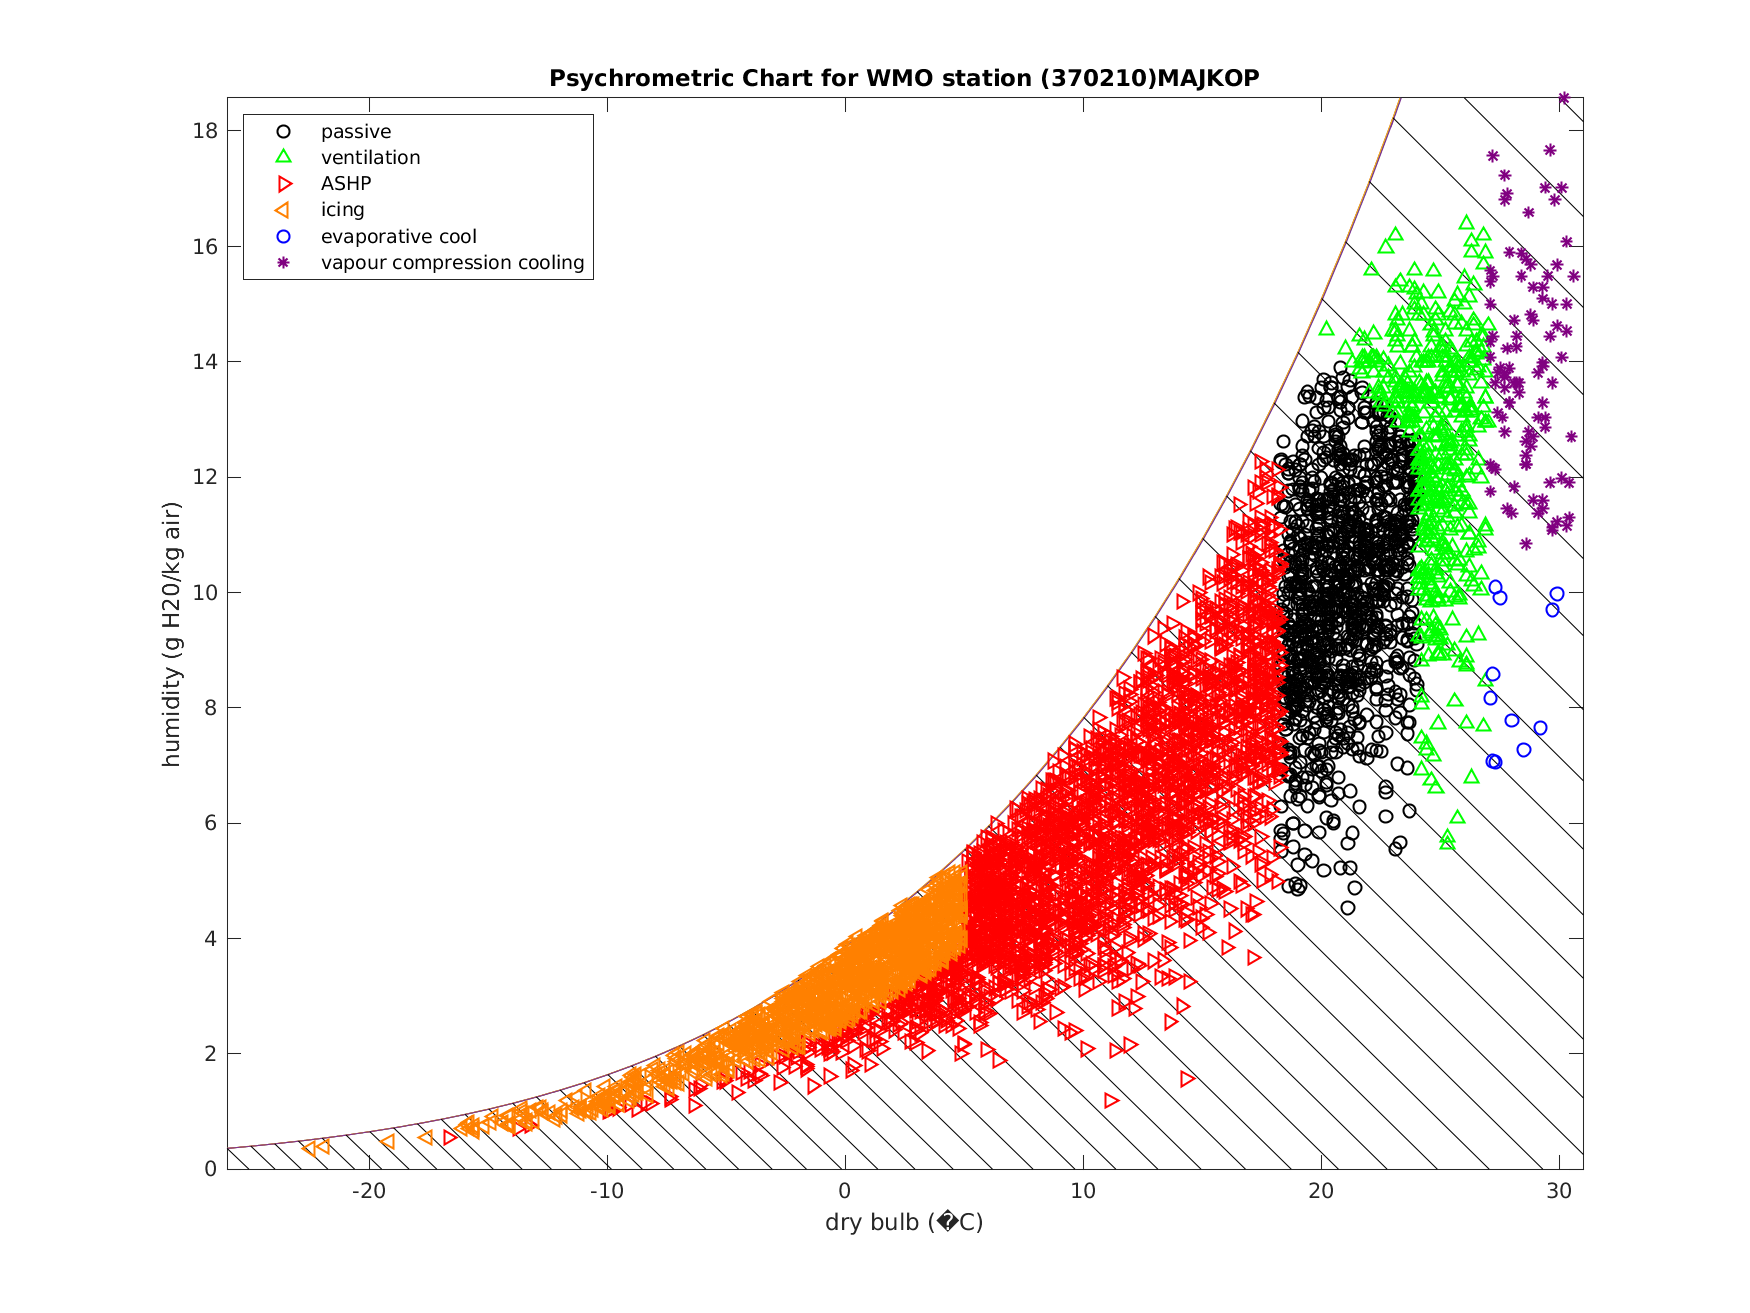 Psychrometric Chart for WMO station (370210)MAJKOP
passive
ventilation
ASHP
icing
evaporative cool
vapour compression cooling
humidity (g H20/kg air)
18
16
14
12
10
8
6
4
2
0
-20 -10 0 10 20 30
dry bulb (�C)